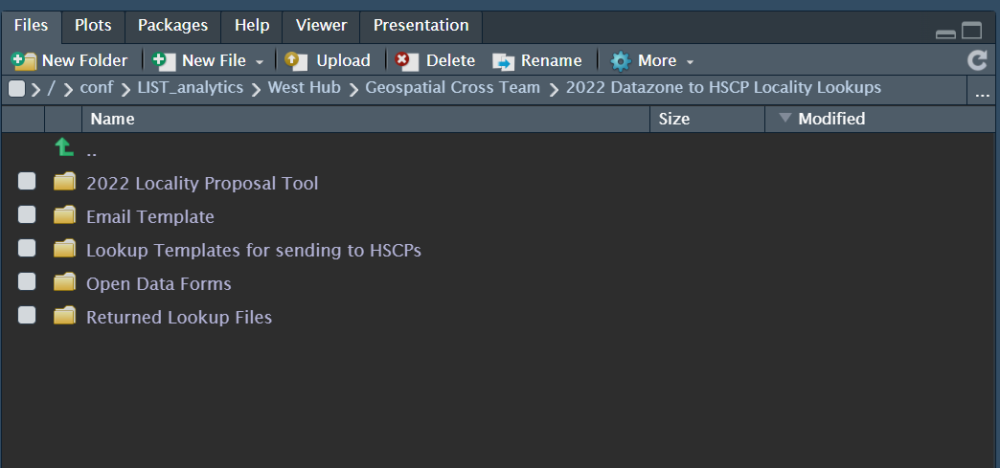 Files Plots Packages Help Viewer Presentation
New Folder New File Upload Delete Rename More
/ conf LIST_analytics West Hub Geospatial Cross Team 2022 Datazone to HSCP Locality Lookups ...
Name Size Modified
..
2022 Locality Proposal Tool
Email Template
Lookup Templates for sending to HSCPs
Open Data Forms
Returned Lookup Files